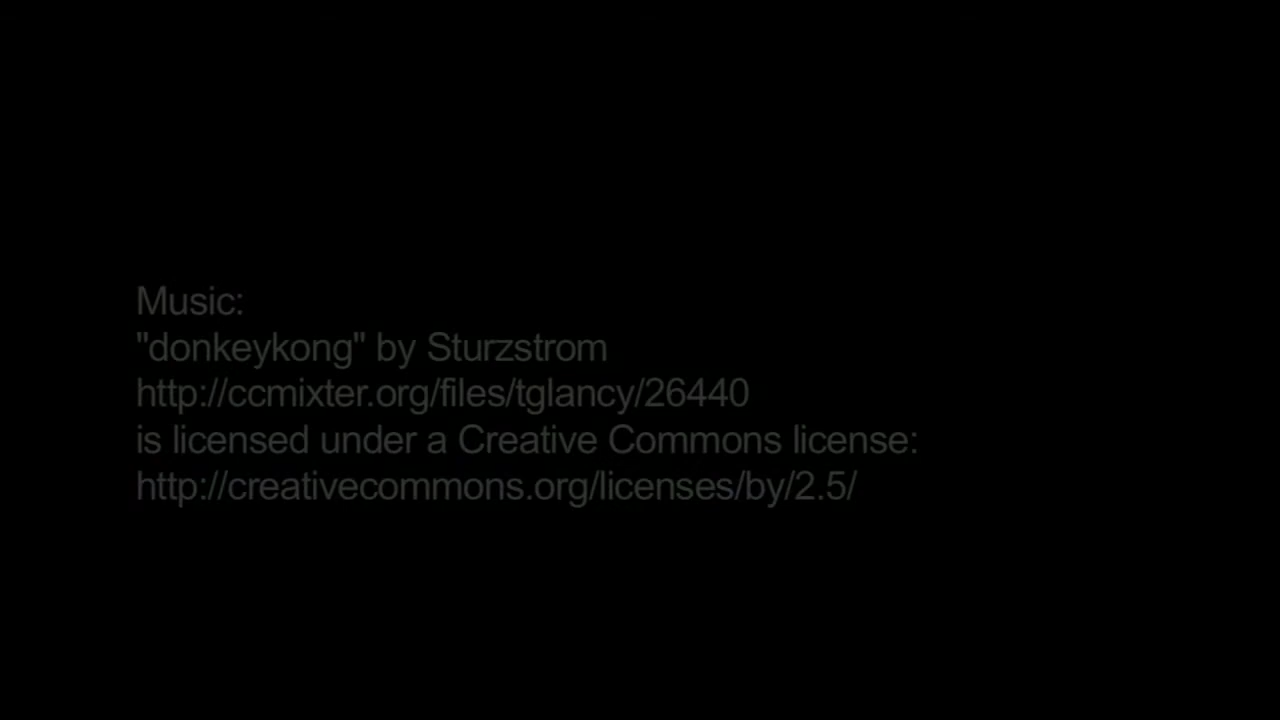 Music:
"donkeykong" by Sturzstrom
http://ccmixter.org/files/tglancy/26440
is licensed under a Creative Commons license:
http://creativecommons.org/licenses/by/2.5/